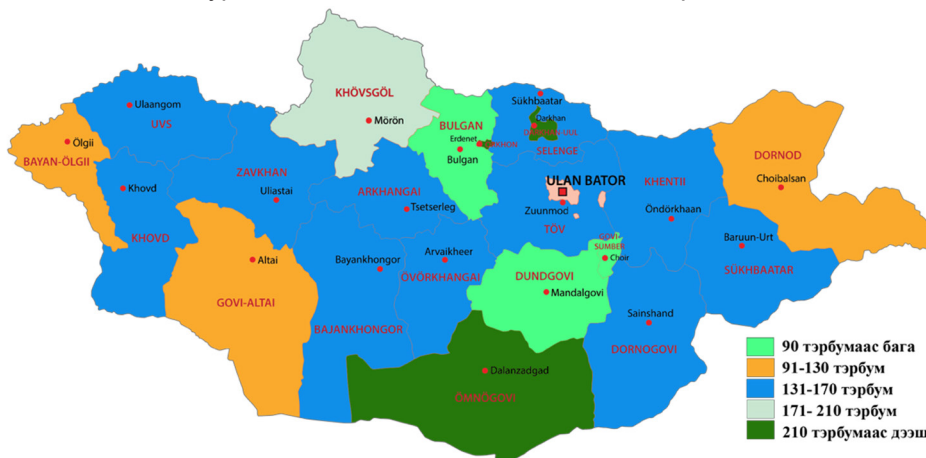 KHÖVSGÖL
Mörön
Ulaangom
UVS
Ölgii
BAYAN-ÖLGII
Khovd
KHOVD
ZAVKHAN
Uliastai
ARKHANGAI
Tsetserleg
BULGAN
Erdenet
Bulgan
Sükhbaatar
Darkhan
SELENGE
ULAN BATOR
Zuunmod
TÖV
KHENTII
Öndörkhaan
DORNOD
Choibalsan
Baruun-Urt
SÜKHBAATAR
GOVI-
SUMBER
Choir
Altai
GOVI-ALTAI
Bayankhongor
BAJANKHONGOR
Arvaikheer
ÖVÖRKHANGAI
DUNDGOVI
Mandalgovi
Sainshand
DORNOGOVI
Dalanzadgad
ÖMNÖGOVI
90 тэрбумаас бага
91-130 тэрбум
131-170 тэрбум
171- 210 тэрбум
210 тэрбумаас дээш